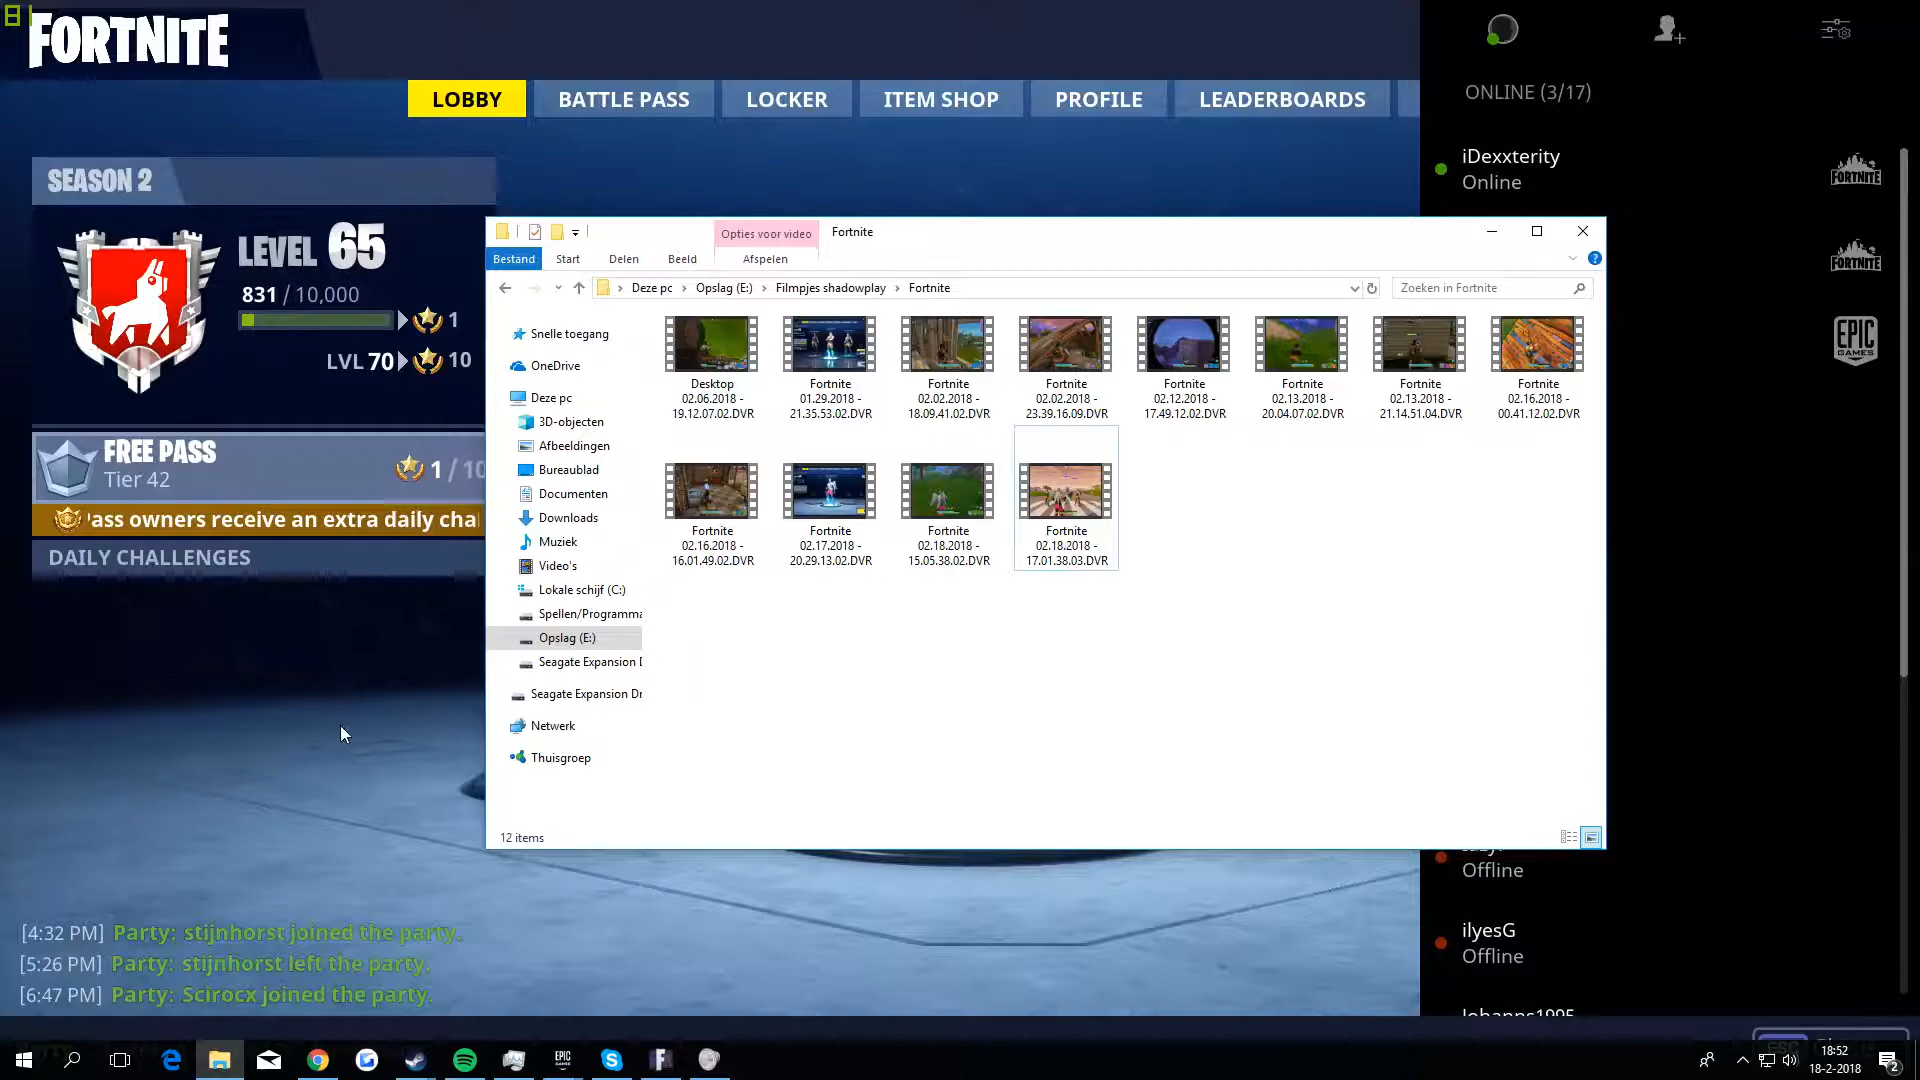 8
FORTNITE
LOBBY
BATTLE PASS
LOCKER
ITEM SHOP
PROFILE
LEADERBOARDS
ONLINE (3/17)
iDexxterity
Online
FORTNITE
FORTNITE
EPIC
GAMES
SEASON 2
LEVEL 65
831 / 10,000
1
LVL 70
10
FREE PASS
Tier 42
1 / 10
Pass owners receive an extra daily cha
DAILY CHALLENGES
Opties voor video
Fortnite
Bestand
Start
Delen
Beeld
Afspelen
Deze pc
Opslag (E:)
Filmpjes shadowplay
Fortnite
Zoeken in Fortnite
Snelle toegang
OneDrive
Deze pc
3D-objecten
Afbeeldingen
Bureaublad
Documenten
Downloads
Muziek
Video's
Lokale schijf (C:)
Spellen/Programma
Opslag (E:)
Seagate Expansion D
Seagate Expansion Dr
Netwerk
Thuisgroep
Desktop
02.06.2018 -
19.12.07.02.DVR
Fortnite
01.29.2018 -
21.35.53.02.DVR
Fortnite
02.02.2018 -
18.09.41.02.DVR
Fortnite
02.02.2018 -
23.39.16.09.DVR
Fortnite
02.12.2018 -
17.49.12.02.DVR
Fortnite
02.13.2018 -
20.04.07.02.DVR
Fortnite
02.13.2018 -
21.14.51.04.DVR
Fortnite
02.16.2018 -
00.41.12.02.DVR
Fortnite
02.16.2018 -
16.01.49.02.DVR
Fortnite
02.17.2018 -
20.29.13.02.DVR
Fortnite
02.18.2018 -
15.05.38.02.DVR
Fortnite
02.18.2018 -
17.01.38.03.DVR
12 items
Offline
ilyesG
Offline
Johanns1995
[4:32 PM] Party: stijnhorst joined the party.
[5:26 PM] Party: stijnhorst left the party.
[6:47 PM] Party: Scirocx joined the party.
EPIC
GAMES
18:52
18-2-2018
2